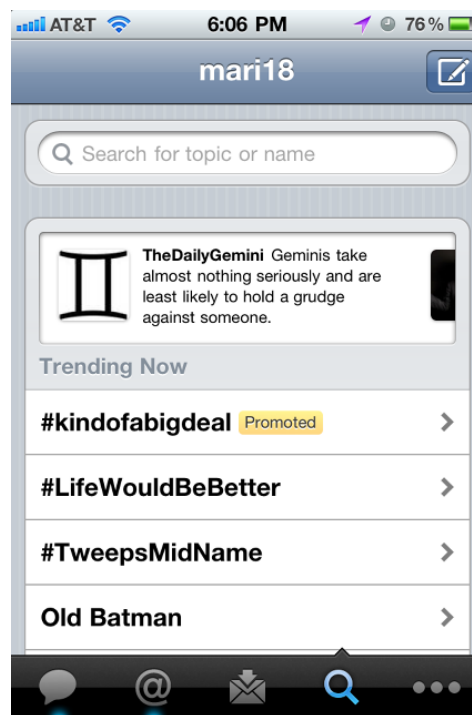 AT&T 6:06 PM 76%
mari18
Search for topic or name
TheDailyGemini Geminis take
almost nothing seriously and are
least likely to hold a grudge
against someone.
Trending Now
#kindofabigdeal Promoted
#LifeWouldBeBetter
#TweepsMidName
Old Batman
@